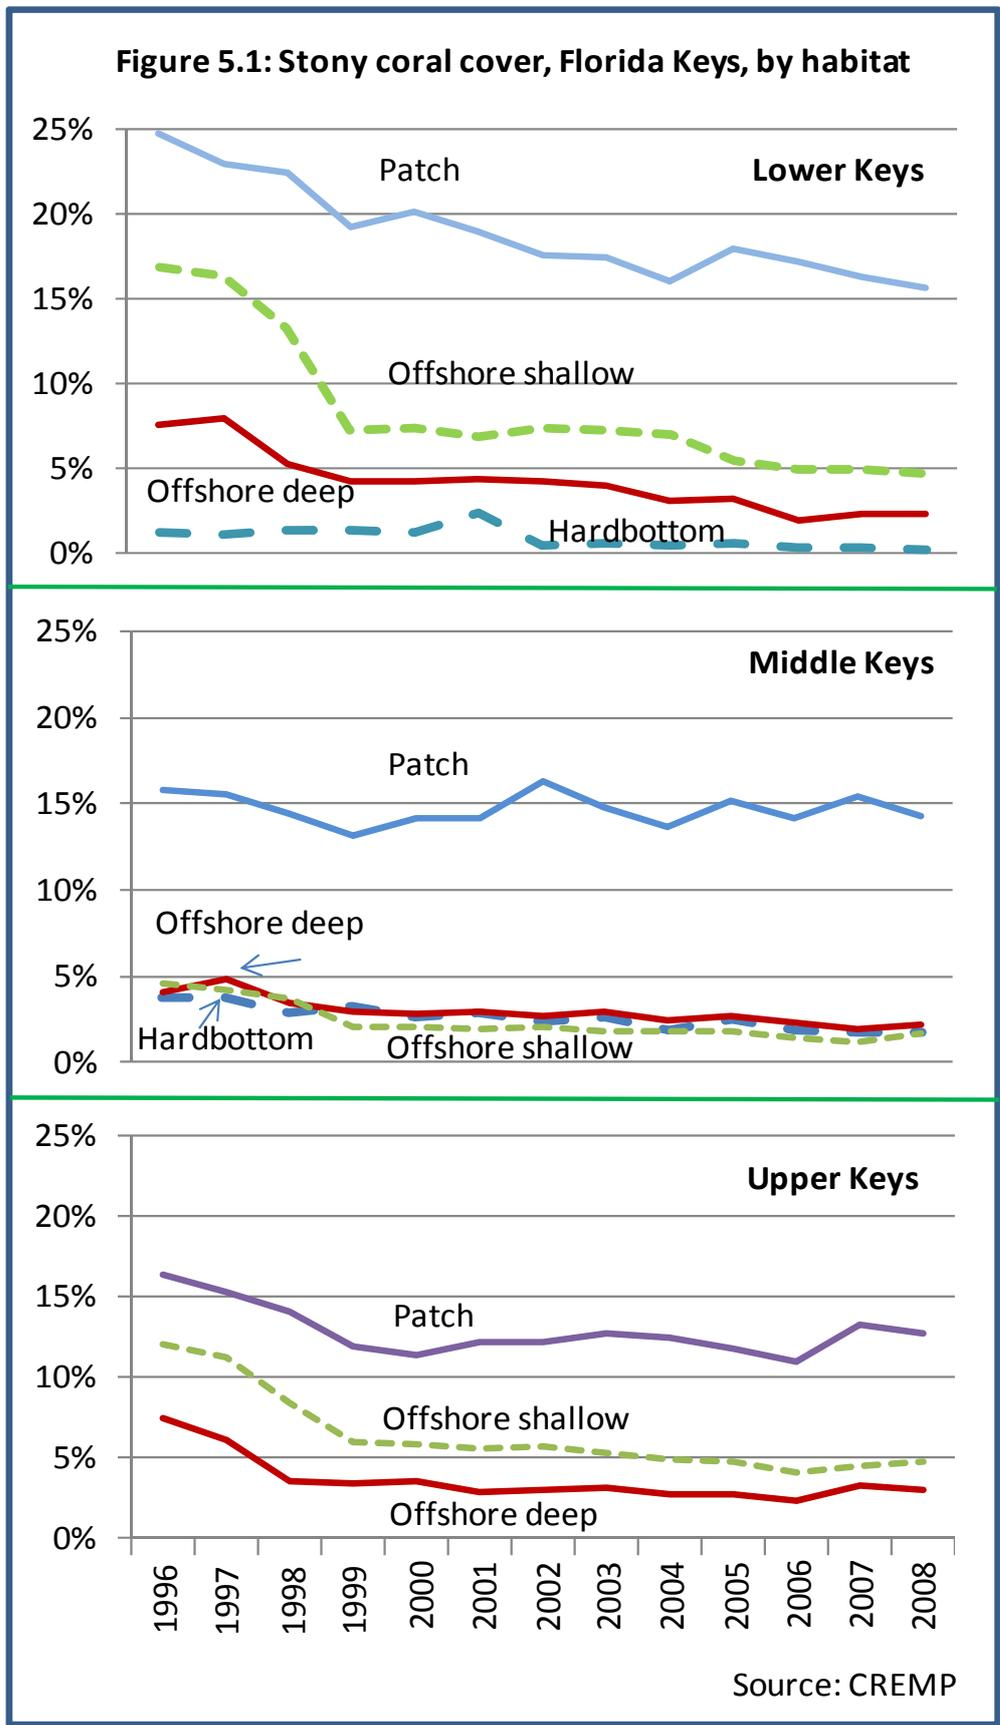 Figure 5.1: Stony coral cover, Florida Keys, by habitat
25%
Patch
Lower Keys
20%
15%
Offshore shallow
10%
5%
Offshore deep
Hardbottom
0%
25%
Middle Keys
20%
Patch
15%
10%
Offshore deep
5%
Hardbottom
Offshore shallow
0%
25%
Upper Keys
20%
15%
Patch
10%
Offshore shallow
5%
Offshore deep
0%
1996 1997 1998 1999 2000 2001 2002 2003 2004 2005 2006 2007 2008
Source: CREMP